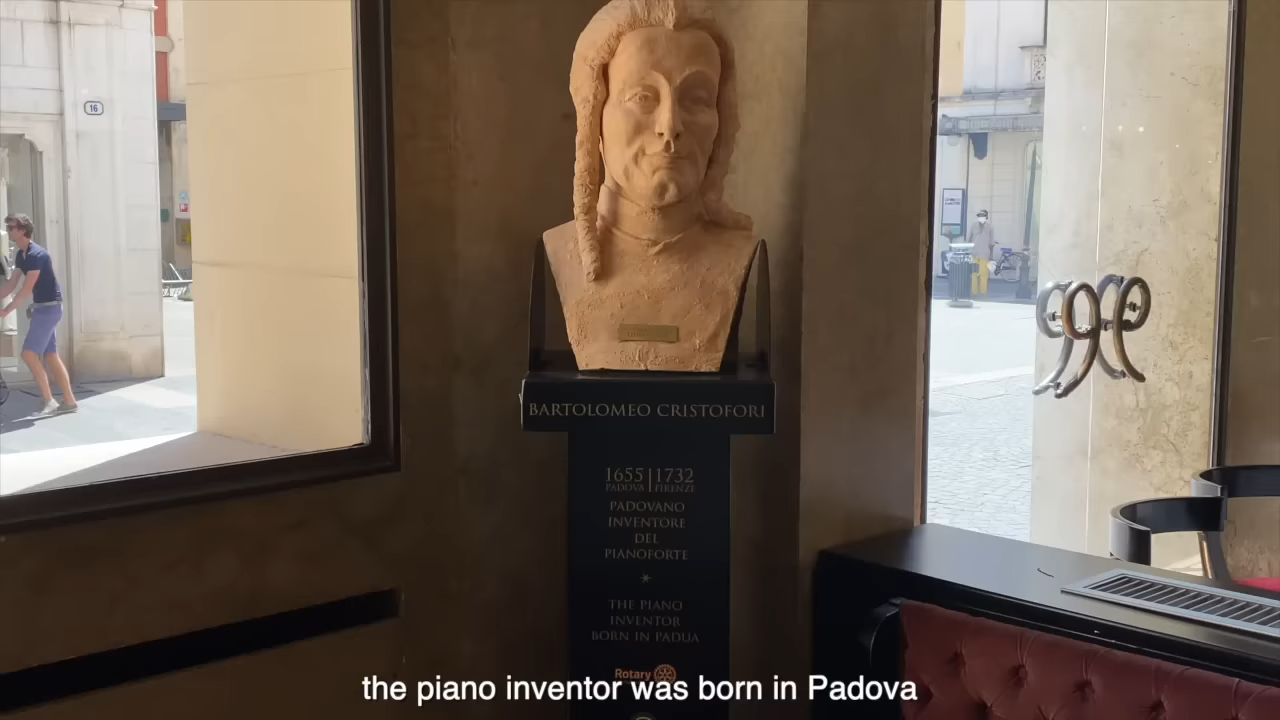 16
BARTOLOMEO CRISTOFORI
1655 | 1732
PADOVA FIRENZE
PADOVANO
INVENTORE
DEL
PIANOFORTE
*
THE PIANO
INVENTOR
BORN IN PADUA
Rotary
the piano inventor was born in Padova